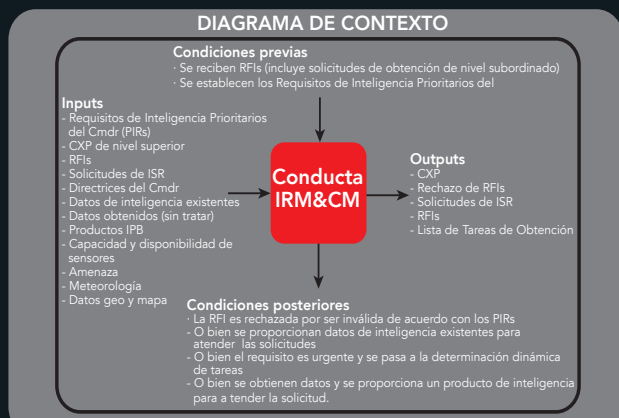 DIAGRAMA DE CONTEXTO
Condiciones previas
· Se reciben RFIs (incluye solicitudes de obtención de nivel subordinado)
· Se establecen los Requisitos de Inteligencia Prioritarios del
Inputs
- Requisitos de Inteligencia Prioritarios
del Cmdr (PIRs)
- CXP de nivel superior
- RFIs
- Solicitudes de ISR
- Directrices del Cmdr
- Datos de inteligencia existentes
- Datos obtenidos (sin tratar)
- Productos IPB
- Capacidad y disponibilidad de
sensores
- Amenaza
- Meteorología
- Datos geo y mapa
Conducta
IRM&CM
Outputs
- CXP
- Rechazo de RFIs
- Solicitudes de ISR
- RFIs
- Lista de Tareas de Obtención
Condiciones posteriores
· La RFI es rechazada por ser inválida de acuerdo con los PIRs
- O bien se proporcionan datos de inteligencia existentes para
atender las solicitudes
- O bien el requisito es urgente y se pasa a la determinación dinámica
de tareas
- O bien se obtienen datos y se proporciona un producto de inteligencia
para a tender la solicitud.